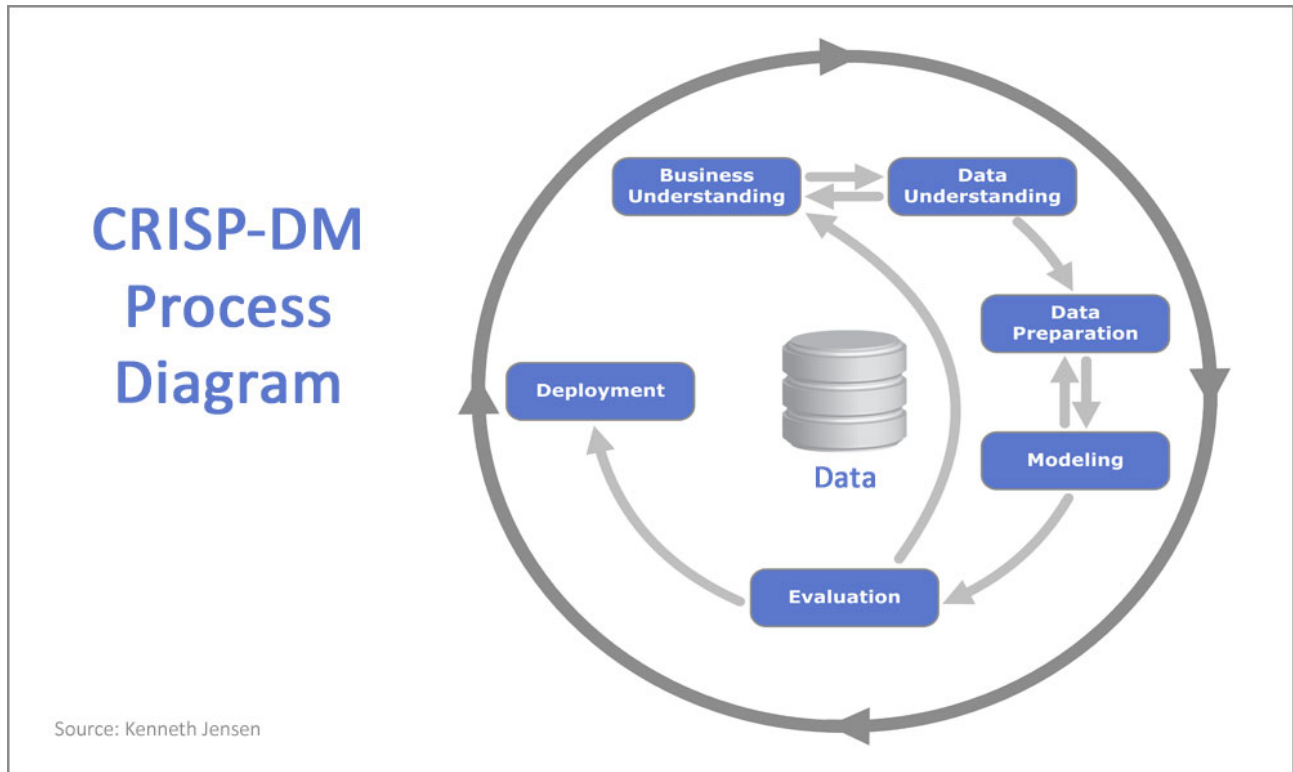 CRISP-DM
Process
Diagram
Business
Understanding
Data
Understanding
Data
Preparation
Modeling
Evaluation
Deployment
Data
Source: Kenneth Jensen